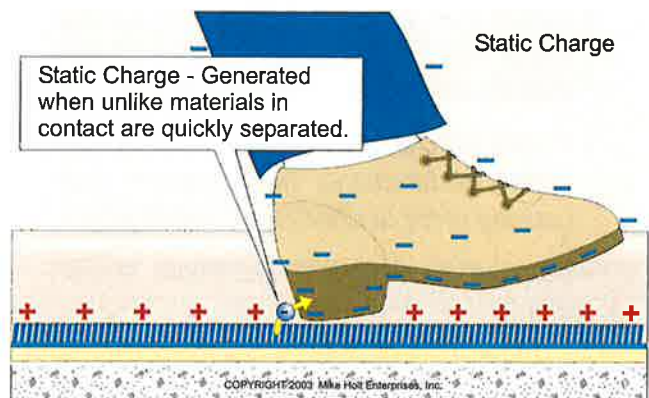 Static Charge
Static Charge - Generated
when unlike materials in
contact are quickly separated.
COPYRIGHT 2003 Mike Holt Enterprises, Inc.